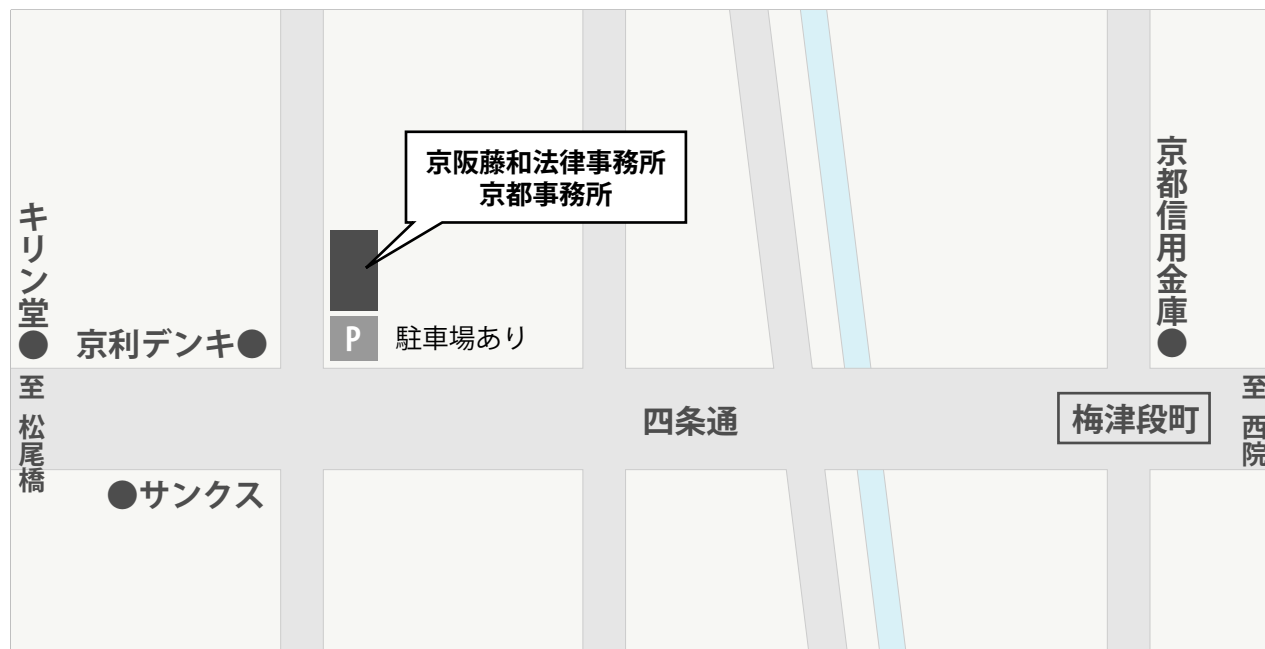 京阪藤和法律事務所
京都事務所
京都信用金庫
キリン堂
京利デンキ
P
駐車場あり
至 松尾橋
四条通
梅津段町
至 西院
サンクス